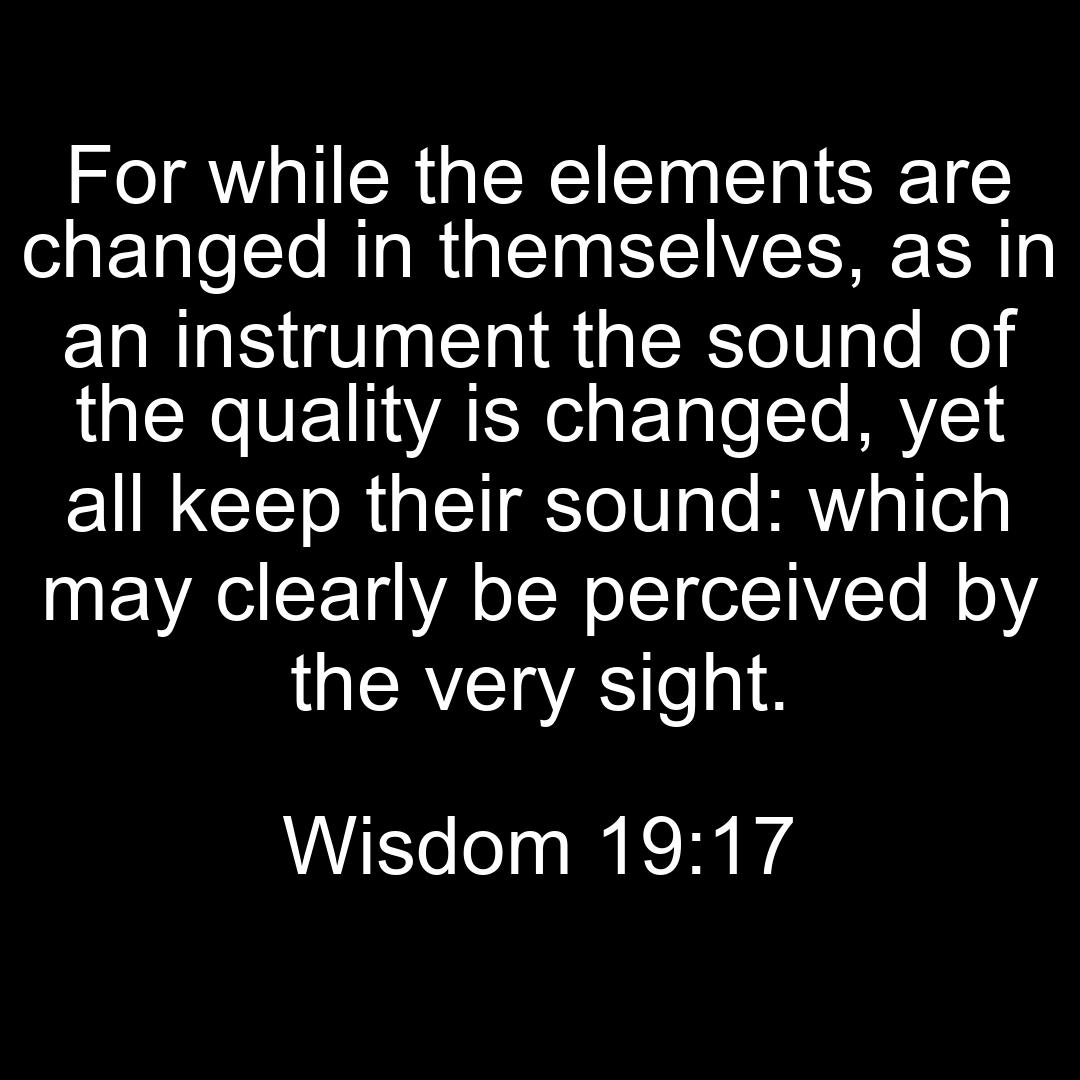 For while the elements are
changed in themselves, as in
an instrument the sound of
the quality is changed, yet
all keep their sound: which
may clearly be perceived by
the very sight.
Wisdom 19:17